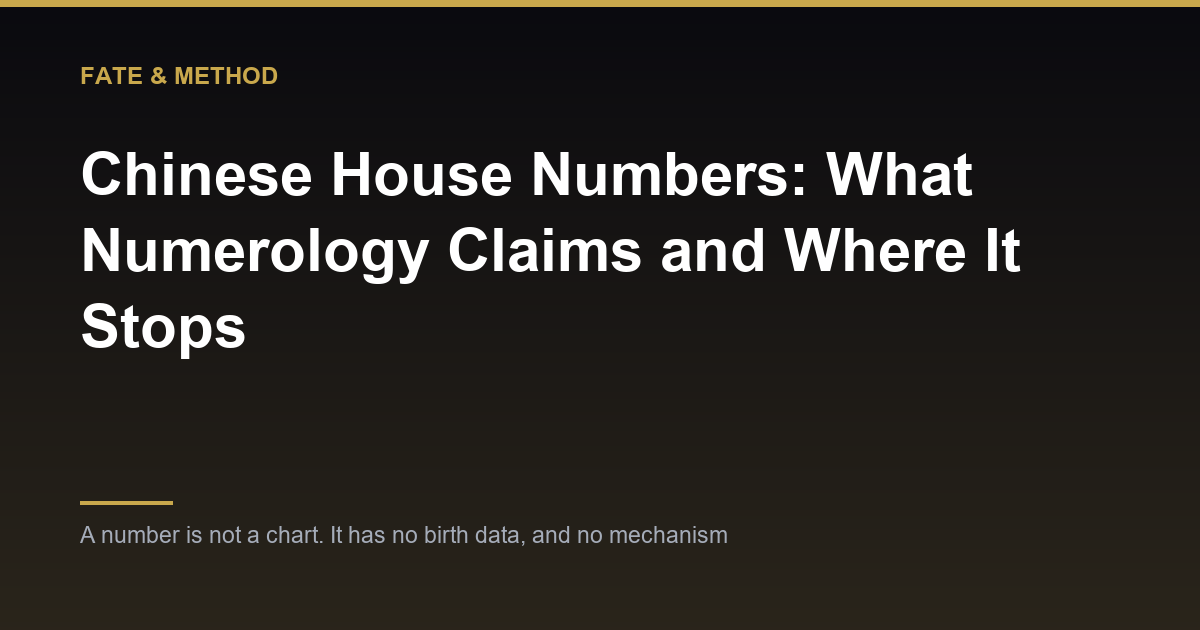 FATE & METHOD
Chinese House Numbers: What
Numerology Claims and Where It
Stops
A number is not a chart. It has no birth data, and no mechanism